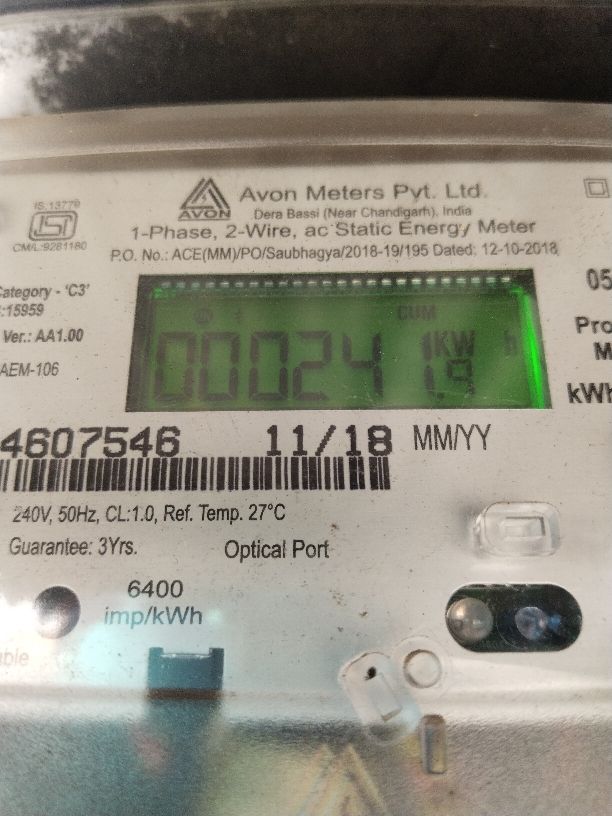 IS.13779
ISI
CM/L:9281180
AVON
Avon Meters Pvt. Ltd.
Dera Bassi (Near Chandigarh), India
1-Phase, 2-Wire, ac Static Energy Meter
P.O. No.: ACE(MM)/PO/Saubhagya/2018-19/195 Dated: 12-10-2018
Category - 'C3'
:15959
Ver.: AA1.00
AEM-106
CUM
KW h
000241
1.9
05
Pro
M
kWh
4607546 11/18 MM/YY
240V, 50Hz, CL:1.0, Ref. Temp. 27°C
Guarantee: 3Yrs. Optical Port
6400
imp/kWh
ble